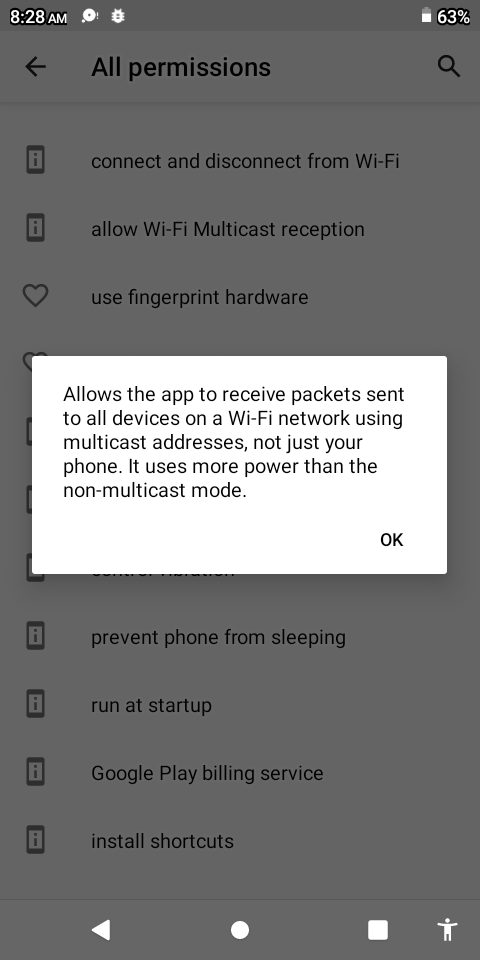 8:28 AM
63%
All permissions
connect and disconnect from Wi-Fi
allow Wi-Fi Multicast reception
use fingerprint hardware
Allows the app to receive packets sent
to all devices on a Wi-Fi network using
multicast addresses, not just your
phone. It uses more power than the
non-multicast mode.
OK
control vibration
prevent phone from sleeping
run at startup
Google Play billing service
install shortcuts